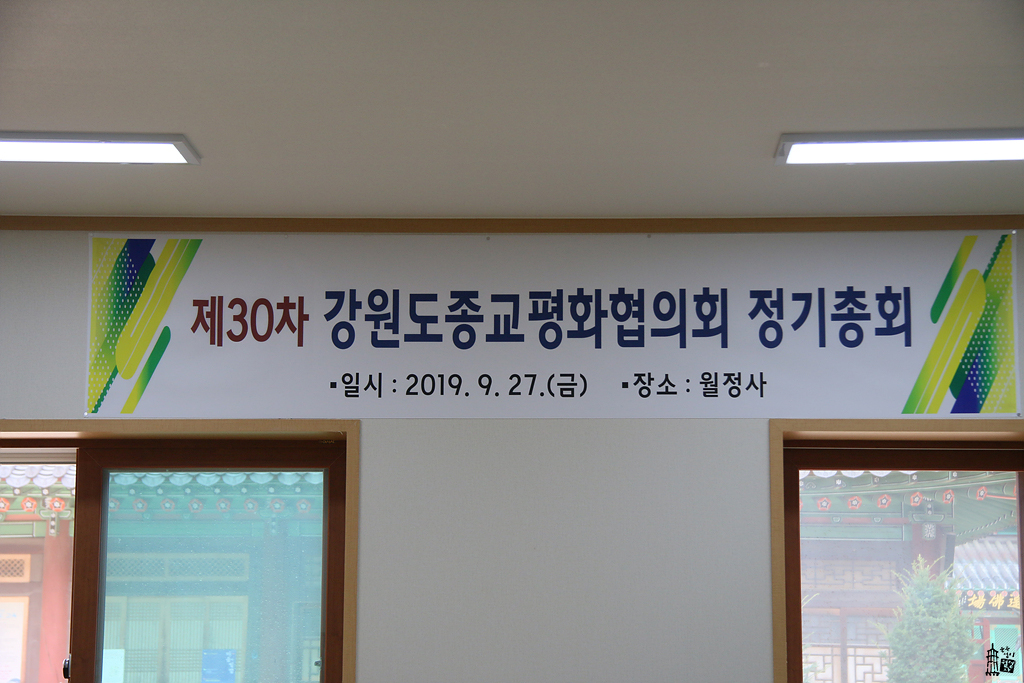 제30차 강원도종교평화협의회 정기총회
▪일시 : 2019. 9. 27.(금) ▪장소 : 월정사